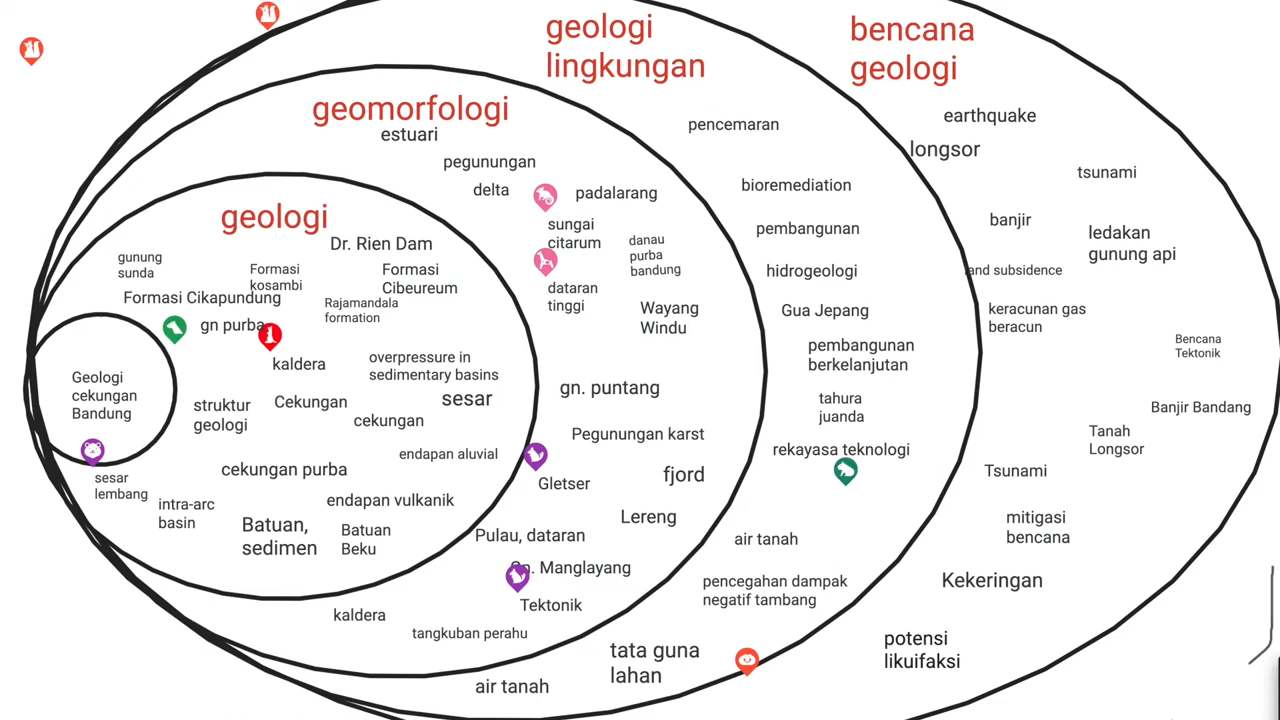 geologi
lingkungan
bencana
geologi
geomorfologi
estuari
pegunungan
delta
padalarang
sungai
citarum
danau
purba
bandung
dataran
tinggi
Wayang
Windu
gn. puntang
Pegunungan karst
fjord
Gletser
Lereng
Pulau, dataran
Gn. Manglayang
Tektonik
kaldera
tangkuban perahu
geologi
Dr. Rien Dam
gunung
sunda
Formasi
kosambi
Formasi
Cibeureum
Formasi Cikapundung
Rajamandala
formation
gn purba
kaldera
overpressure in
sedimentary basins
struktur
geologi
Cekungan
sesar
cekungan
endapan aluvial
cekungan purba
sesar
lembang
intra-arc
basin
endapan vulkanik
Batuan,
sedimen
Batuan
Beku
Geologi
cekungan
Bandung
pencemaran
bioremediation
pembangunan
hidrogeologi
Gua Jepang
pembangunan
berkelanjutan
tahura
juanda
rekayasa teknologi
air tanah
pencegahan dampak
negatif tambang
tata guna
lahan
air tanah
earthquake
longsor
tsunami
banjir
ledakan
gunung api
land subsidence
keracunan gas
beracun
Bencana
Tektonik
Banjir Bandang
Tanah
Longsor
Tsunami
mitigasi
bencana
Kekeringan
potensi
likuifaksi